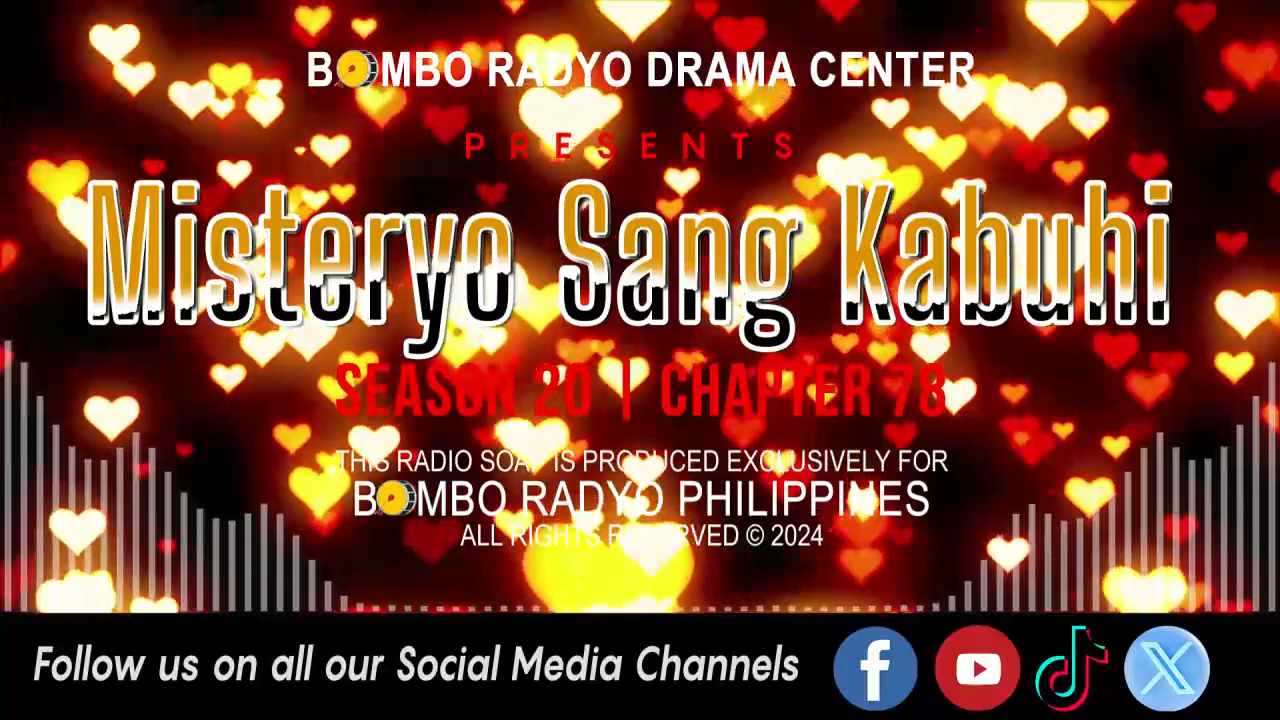 BOMBO RADYO DRAMA CENTER
PRESENTS
Misteryo Sang Kabuhi
SEASON 20 | CHAPTER 78
THIS RADIO SOAP IS PRODUCED EXCLUSIVELY FOR
BOMBO RADYO PHILIPPINES
ALL RIGHTS RESERVED © 2024
Follow us on all our Social Media Channels